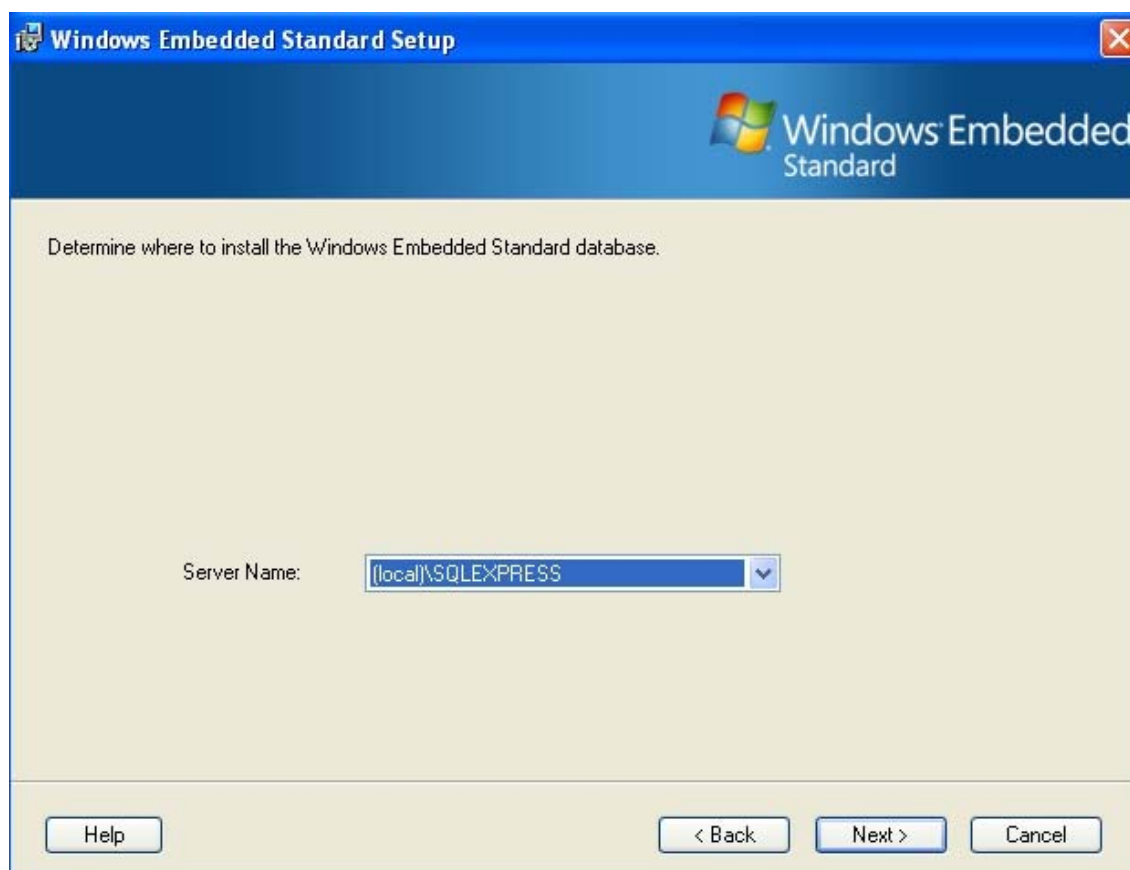 Windows Embedded Standard Setup
Windows Embedded
Standard
Determine where to install the Windows Embedded Standard database.
Server Name: (local)\SQLEXPRESS
Help < Back Next > Cancel